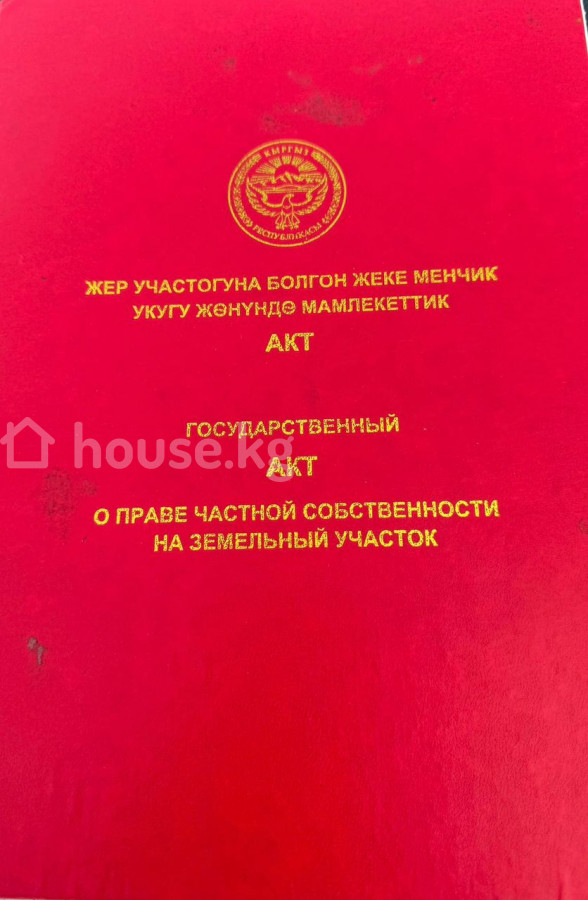 КЫРГЫЗ
РЕСПУБЛИКАСЫ
ЖЕР УЧАСТОГУНА БОЛГОН ЖЕКЕ МЕНЧИК
УКУГУ ЖӨНҮНДӨ МАМЛЕКЕТТИК
АКТ
ГОСУДАРСТВЕННЫЙ
house.kg
АКТ
О ПРАВЕ ЧАСТНОЙ СОБСТВЕННОСТИ
НА ЗЕМЕЛЬНЫЙ УЧАСТОК